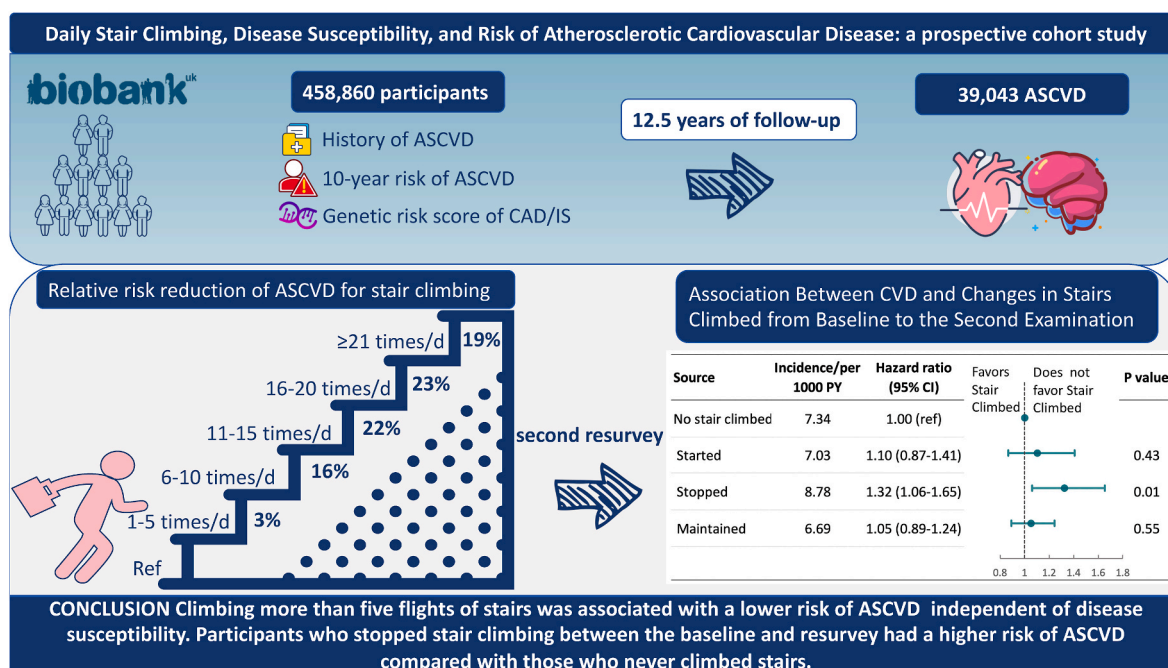 Daily Stair Climbing, Disease Susceptibility, and Risk of Atherosclerotic Cardiovascular Disease: a prospective cohort study
biobank uk
458,860 participants
History of ASCVD
10-year risk of ASCVD
Genetic risk score of CAD/IS
12.5 years of follow-up
39,043 ASCVD
Relative risk reduction of ASCVD for stair climbing
≥21 times/d 19%
16-20 times/d 23%
11-15 times/d 22%
6-10 times/d 16%
1-5 times/d 3%
Ref
second resurvey
Association Between CVD and Changes in Stairs
Climbed from Baseline to the Second Examination
Source Incidence/per 1000 PY Hazard ratio (95% CI) Favors Stair Climbed Does not favor Stair Climbed P value
No stair climbed 7.34 1.00 (ref)
Started 7.03 1.10 (0.87-1.41) 0.43
Stopped 8.78 1.32 (1.06-1.65) 0.01
Maintained 6.69 1.05 (0.89-1.24) 0.55
0.8 1 1.2 1.4 1.6 1.8
CONCLUSION Climbing more than five flights of stairs was associated with a lower risk of ASCVD independent of disease
susceptibility. Participants who stopped stair climbing between the baseline and resurvey had a higher risk of ASCVD
compared with those who never climbed stairs.